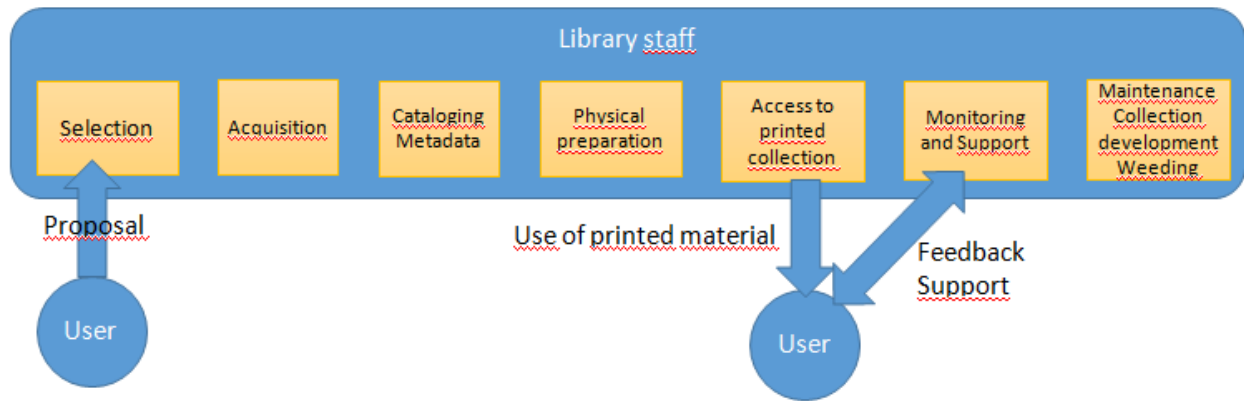 Library staff
Selection
Acquisition
Cataloging
Metadata
Physical
preparation
Access to
printed
collection
Monitoring
and Support
Maintenance
Collection
development
Weeding
Proposal
Use of printed material
Feedback
Support
User
User